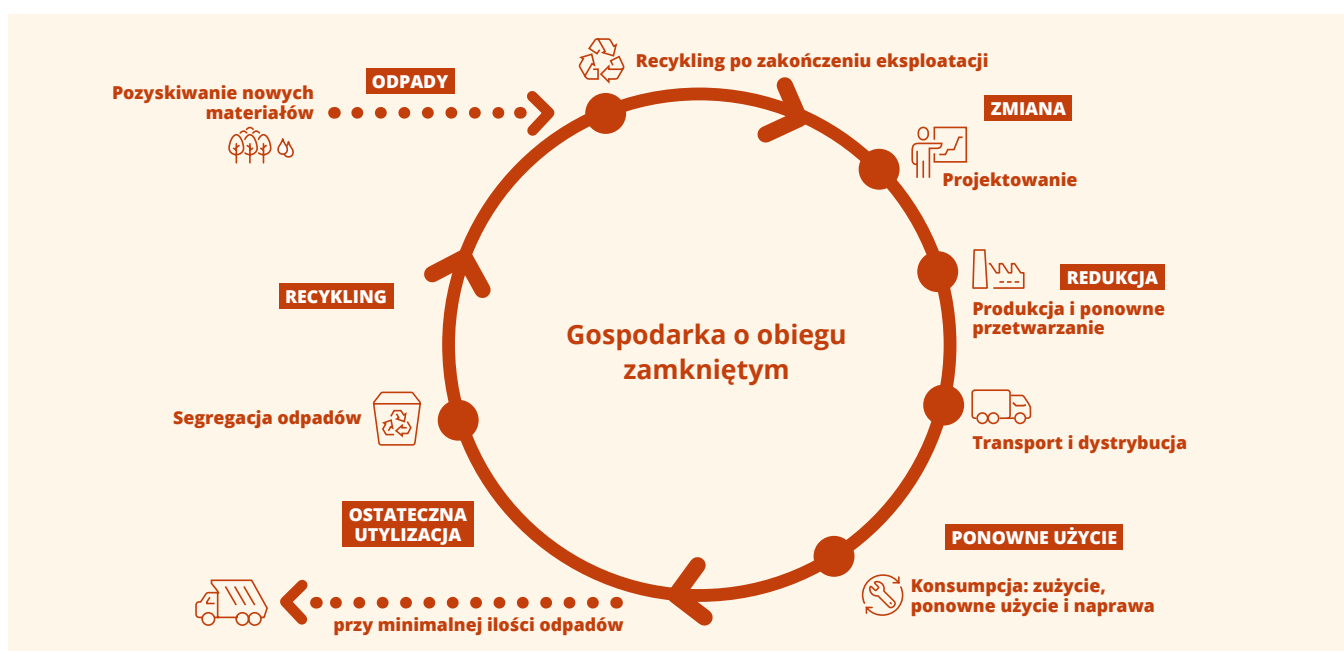 Recykling po zakończeniu eksploatacji
ODPADY
Pozyskiwanie nowych
materiałów
ZMIANA
Projektowanie
REDUKCJA
Produkcja i ponowne
przetwarzanie
RECYKLING
Gospodarka o obiegu
zamkniętym
Segregacja odpadów
Transport i dystrybucja
OSTATECZNA
UTYLIZACJA
PONOWNE UŻYCIE
Konsumpcja: zużycie,
ponowne użycie i naprawa
przy minimalnej ilości odpadów